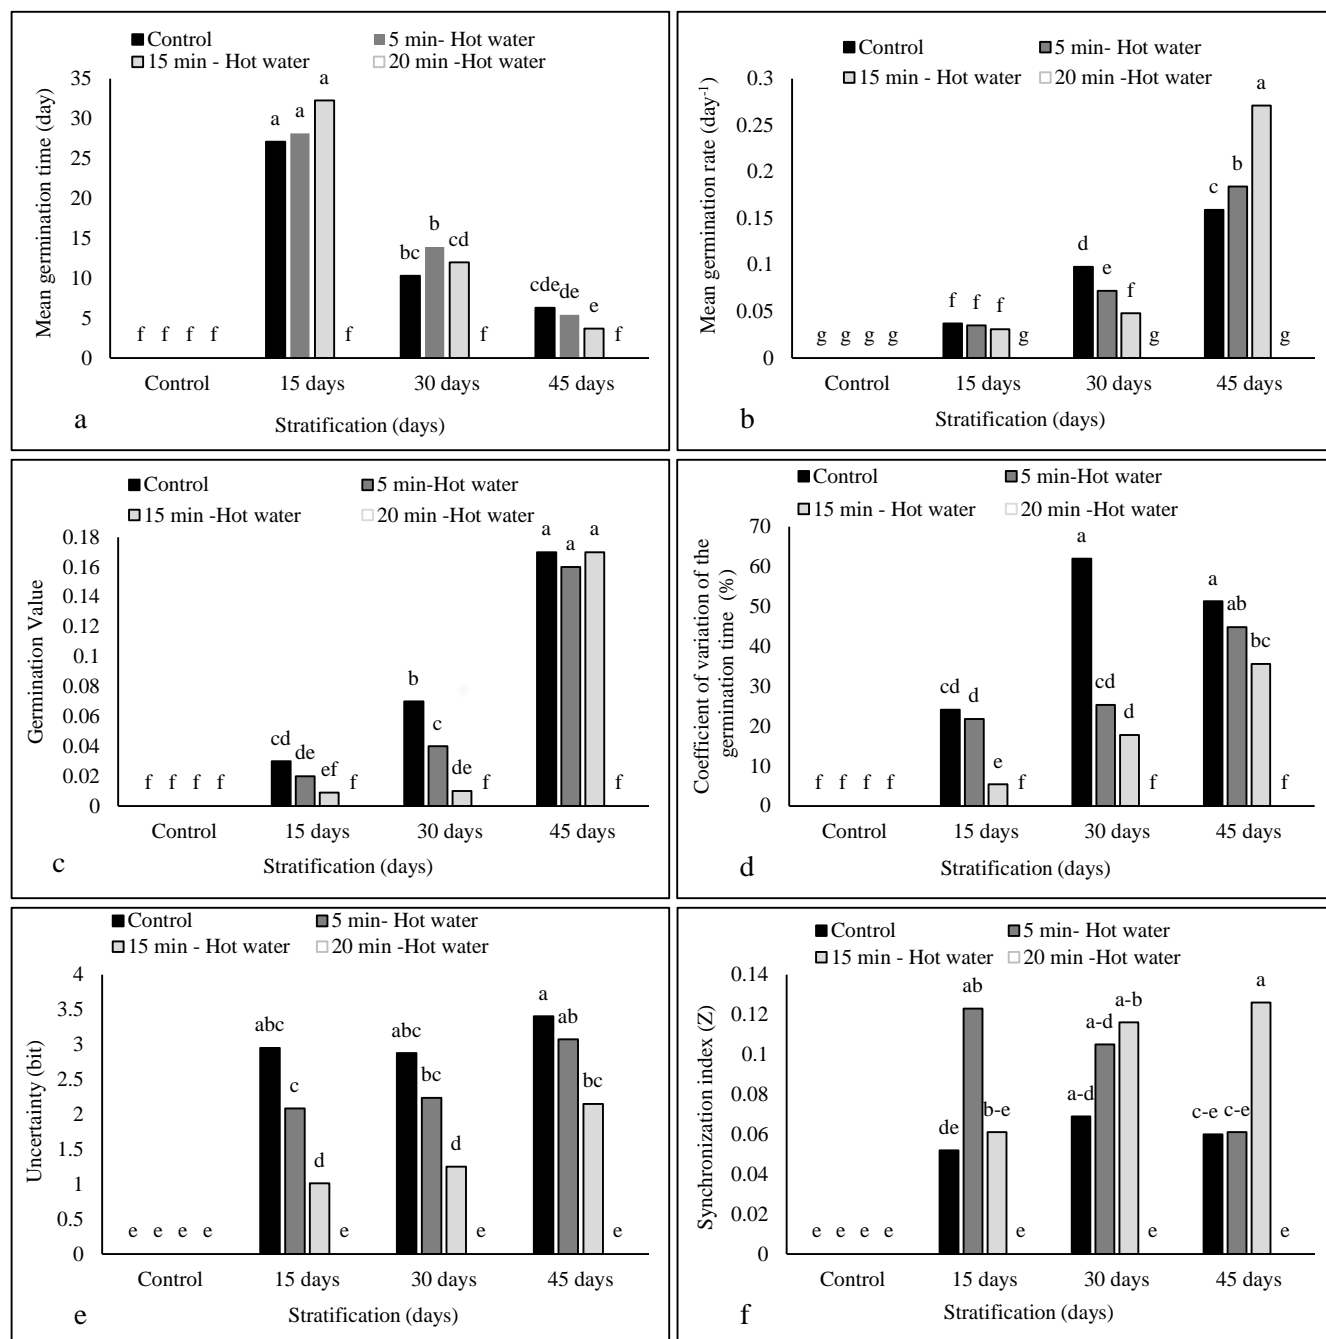 Control 5 min- Hot water
15 min - Hot water 20 min -Hot water
Mean germination time (day)
35
30
25
20
15
10
5
0
a a a
bc b cd
cde de e
f f f f f f f
Control 15 days 30 days 45 days
Stratification (days)
a
Control 5 min- Hot water
15 min - Hot water 20 min -Hot water
Mean germination rate (day-1)
0.3
0.25
0.2
0.15
0.1
0.05
0
a
b
c
d e f
f f f
g g g g g g g
Control 15 days 30 days 45 days
Stratification (days)
b
Control 5 min-Hot water
15 min -Hot water 20 min -Hot water
Germination Value
0.18
0.16
0.14
0.12
0.1
0.08
0.06
0.04
0.02
0
a a a
b c de
cd de ef
f f f f f f f
Control 15 days 30 days 45 days
Stratification (days)
c
Control 5 min-Hot water
15 min - Hot water 20 min -Hot water
Coefficient of variation of the
germination time (%)
70
60
50
40
30
20
10
0
a cd d
a ab bc
cd d e
f f f f f f f
Control 15 days 30 days 45 days
Stratification (days)
d
Control 5 min- Hot water
15 min - Hot water 20 min -Hot water
Uncertainty (bit)
4
3.5
3
2.5
2
1.5
1
0.5
0
abc c d
abc bc d
a ab bc
e e e e e e e
Control 15 days 30 days 45 days
Stratification (days)
e
Control 5 min- Hot water
15 min - Hot water 20 min -Hot water
Synchronization index (Z)
0.14
0.12
0.1
0.08
0.06
0.04
0.02
0
de ab b-e
a-d a-d a-b
c-e c-e a
e e e e e e e
Control 15 days 30 days 45 days
Stratification (days)
f